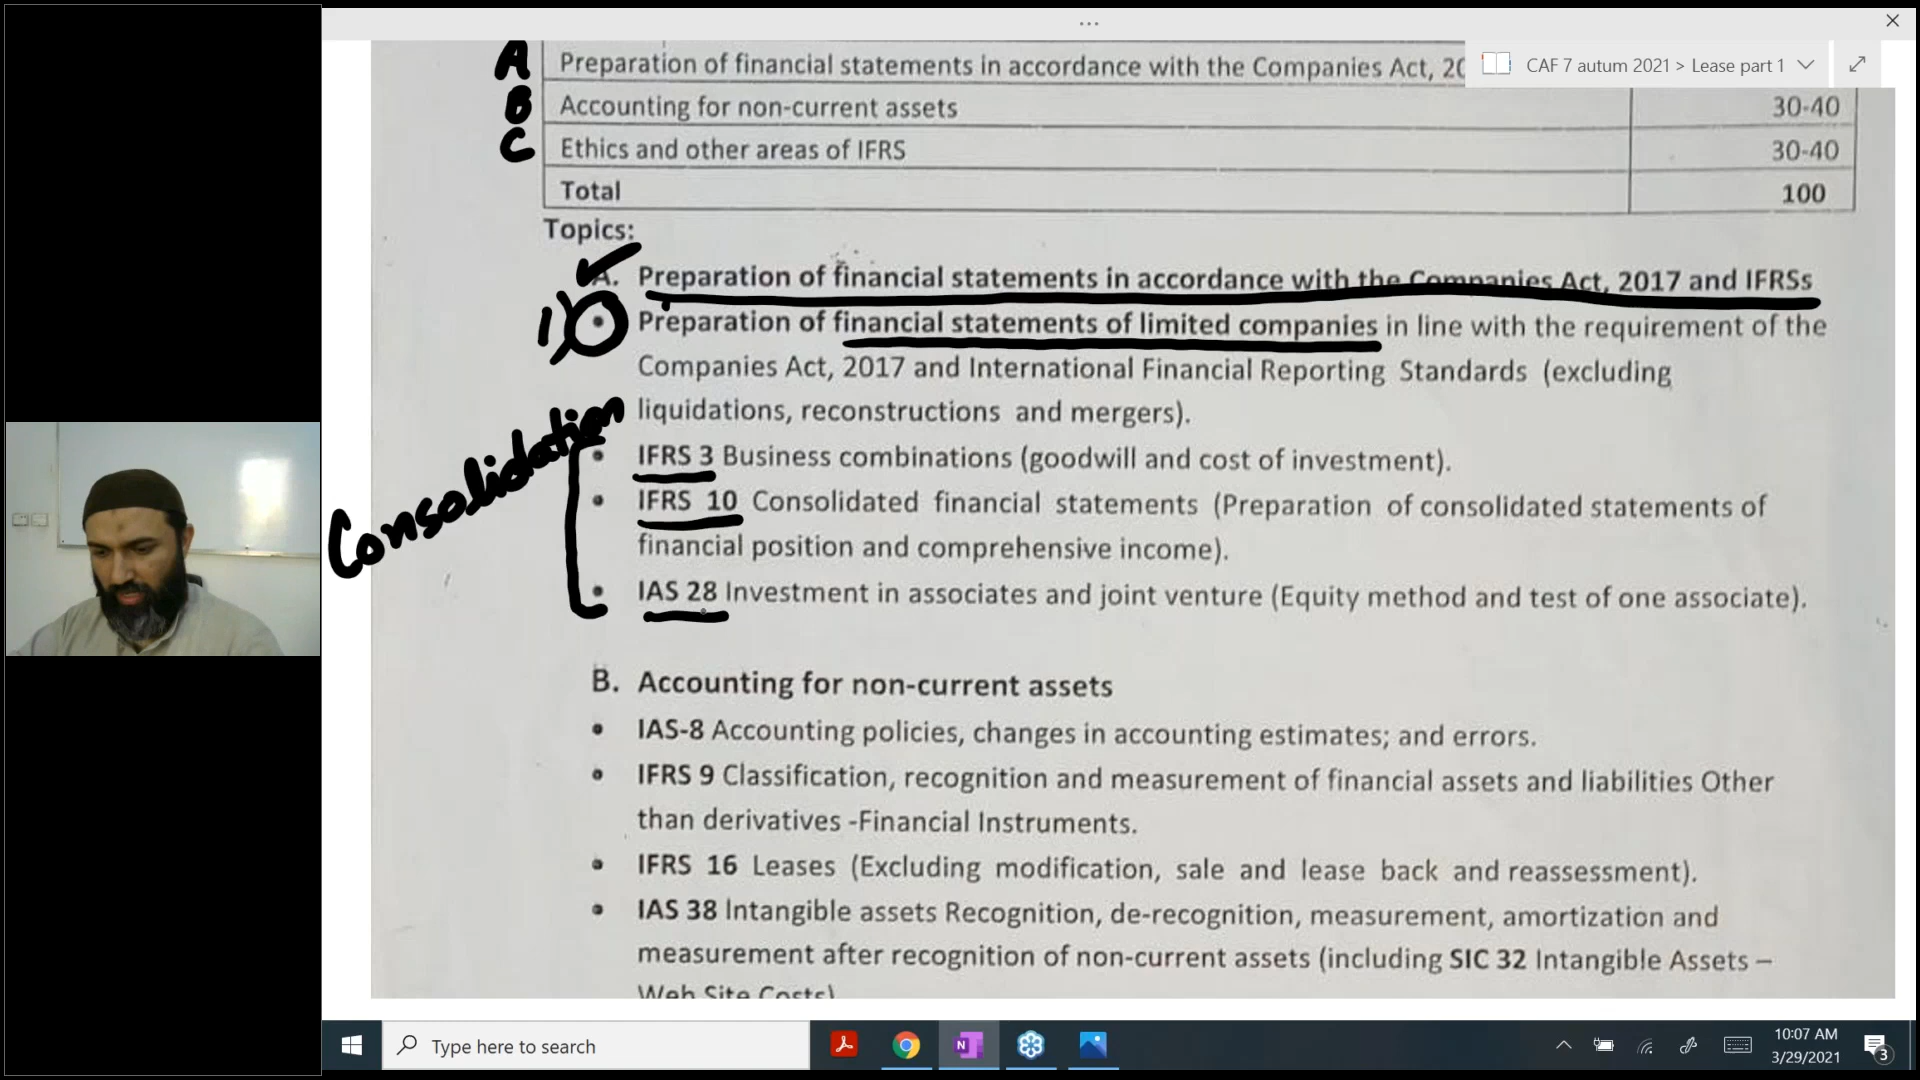 ...
CAF 7 autum 2021 > Lease part 1
A Preparation of financial statements in accordance with the Companies Act, 20
B Accounting for non-current assets 30-40
C Ethics and other areas of IFRS 30-40
Total 100
Topics:
A. Preparation of financial statements in accordance with the Companies Act, 2017 and IFRSs
1) • Preparation of financial statements of limited companies in line with the requirement of the
Companies Act, 2017 and International Financial Reporting Standards (excluding
liquidations, reconstructions and mergers).
Consolidation
• IFRS 3 Business combinations (goodwill and cost of investment).
• IFRS 10 Consolidated financial statements (Preparation of consolidated statements of
financial position and comprehensive income).
• IAS 28 Investment in associates and joint venture (Equity method and test of one associate).
B. Accounting for non-current assets
• IAS-8 Accounting policies, changes in accounting estimates; and errors.
• IFRS 9 Classification, recognition and measurement of financial assets and liabilities Other
than derivatives -Financial Instruments.
• IFRS 16 Leases (Excluding modification, sale and lease back and reassessment).
• IAS 38 Intangible assets Recognition, de-recognition, measurement, amortization and
measurement after recognition of non-current assets (including SIC 32 Intangible Assets –
Web Site Costs)
Type here to search
N
10:07 AM
3/29/2021
3